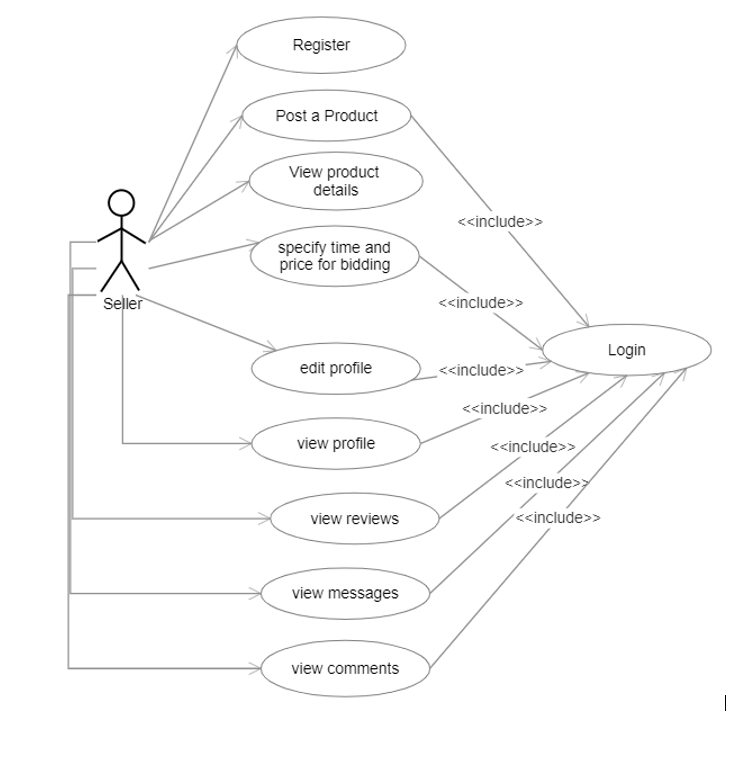 Register
Post a Product
View product
details
<<include>>
specify time and
price for bidding
<<include>>
Seller
Login
edit profile
<<include>>
<<include>>
view profile
<<include>>
<<include>>
view reviews
<<include>>
view messages
view comments